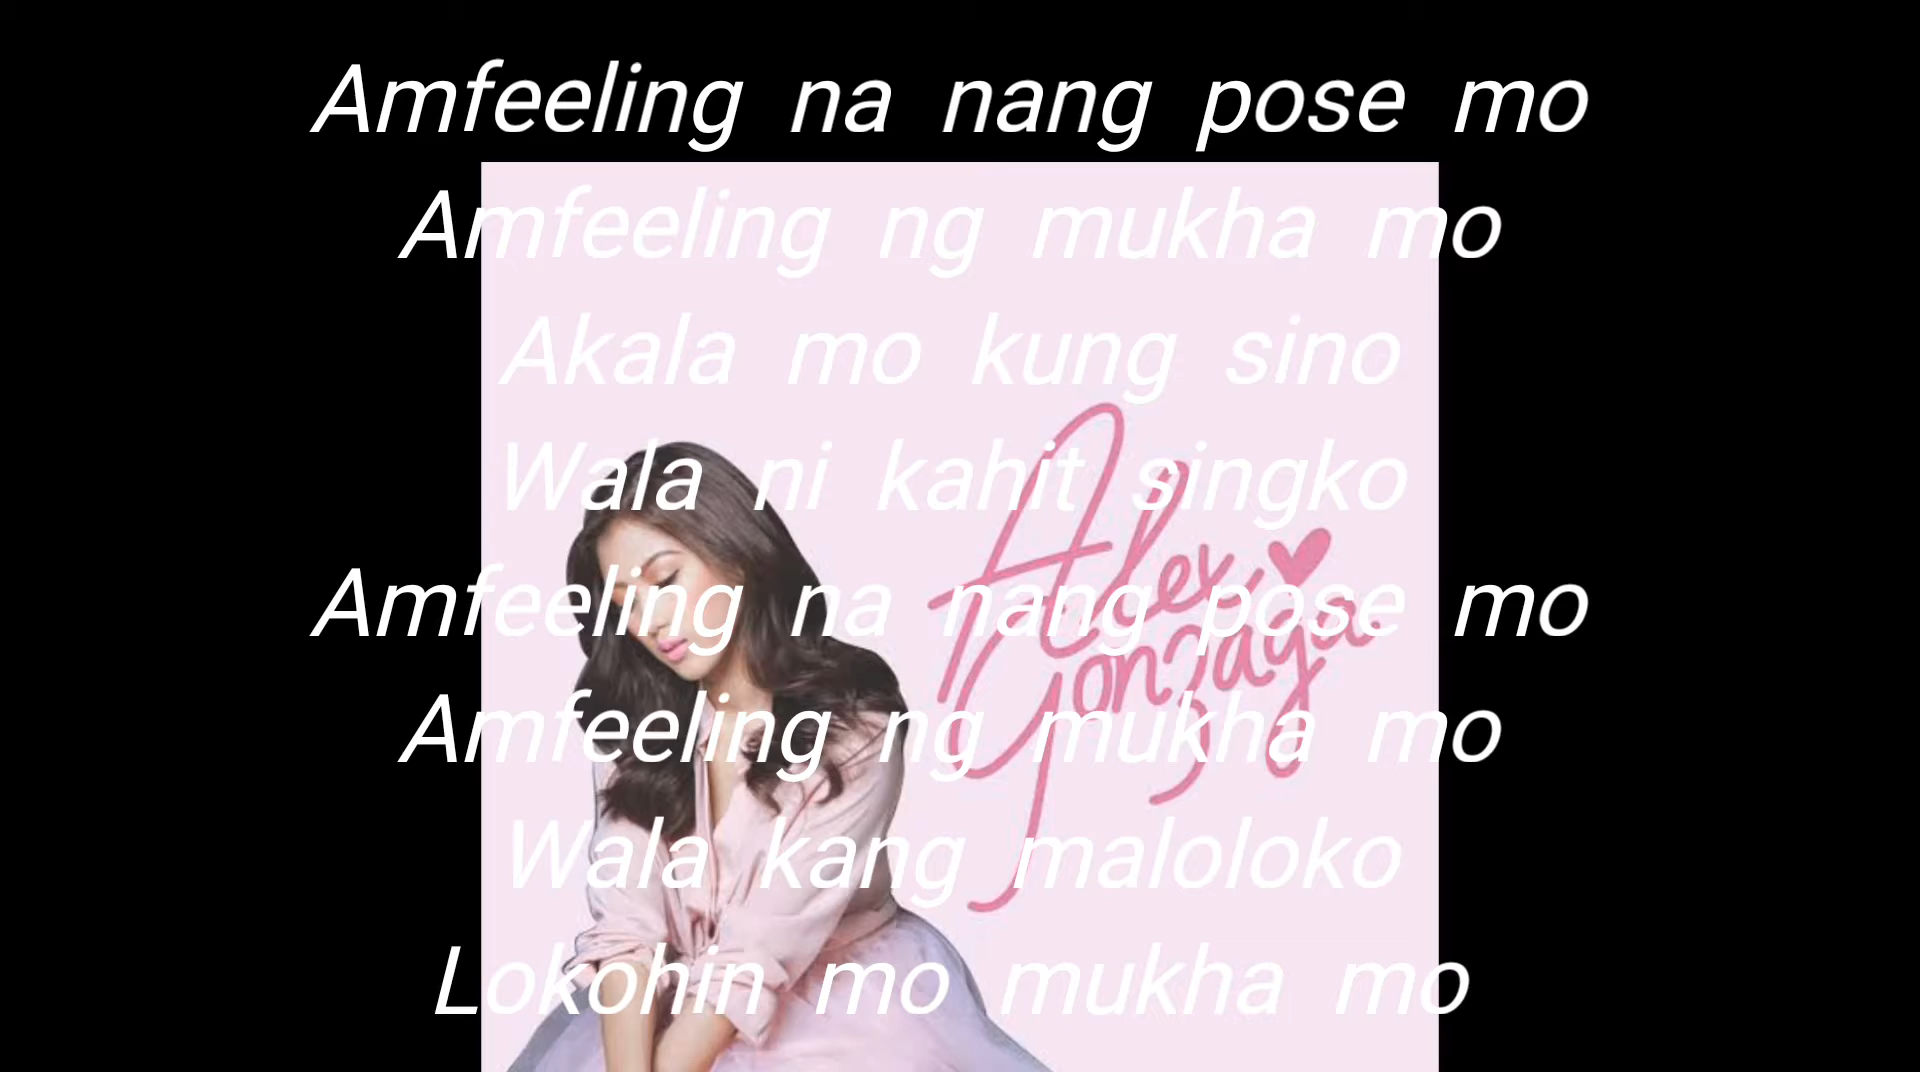 Amfeeling na nang pose mo
Amfeeling ng mukha mo
Akala mo kung sino
Wala ni kahit singko
Alex
Gonzaga
Amfeeling na nang pose mo
Amfeeling ng mukha mo
Wala kang maloloko
Lokohin mo mukha mo